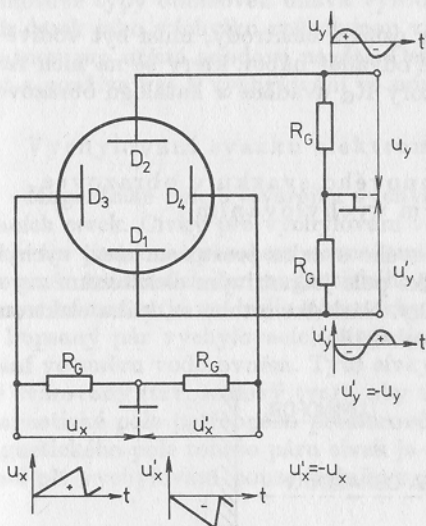 u_y
+
−
t
R_G
u_y
D_2
D_3
D_4
D_1
R_G
u'_y
u'_y
−
+
t
R_G
R_G
u'_y = -u_y
u_x
u'_x
u_x
+
t
u'_x
−
t
u'_x = -u_x